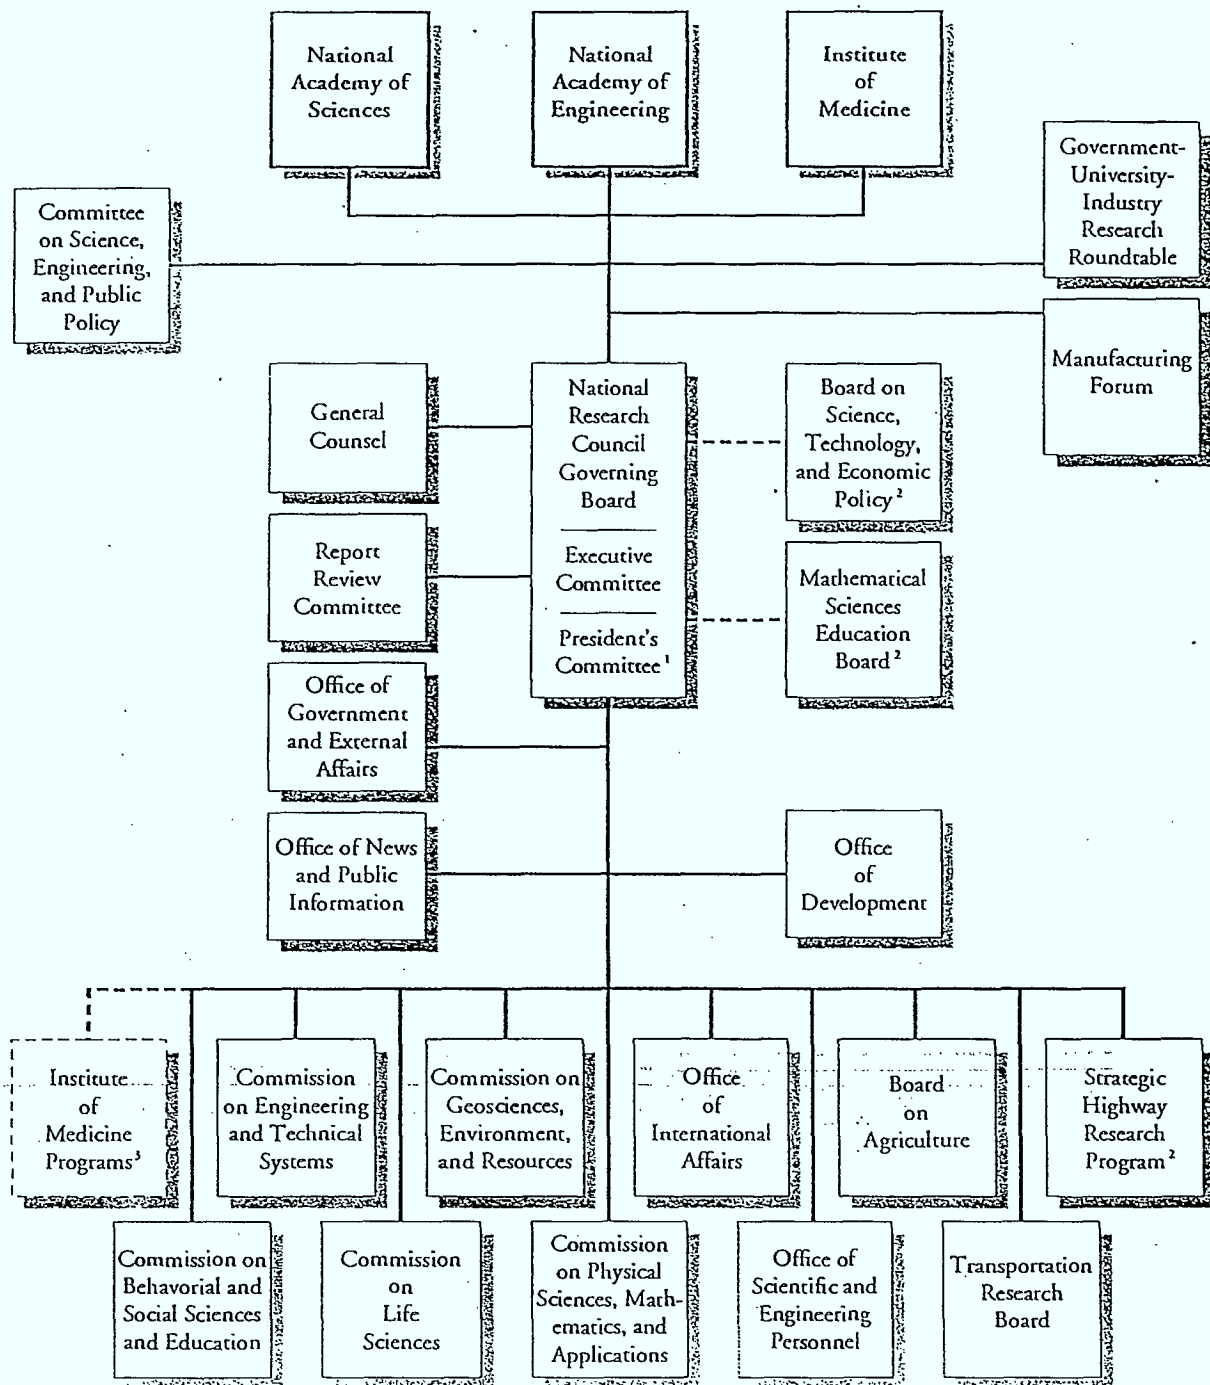 National
Academy of
Sciences
National
Academy of
Engineering
Institute
of
Medicine
Government-
University-
Industry
Research
Roundtable
Committee
on Science,
Engineering,
and Public
Policy
Manufacturing
Forum
General
Counsel
National
Research
Council
Governing
Board
Executive
Committee
President's
Committee¹
Board on
Science,
Technology,
and Economic
Policy²
Report
Review
Committee
Mathematical
Sciences
Education
Board²
Office of
Government
and External
Affairs
Office of News
and Public
Information
Office
of
Development
Institute
of
Medicine
Programs³
Commission
on Engineering
and Technical
Systems
Commission on
Geosciences,
Environment,
and Resources
Office
of
International
Affairs
Board
on
Agriculture
Strategic
Highway
Research
Program²
Commission on
Behavorial and
Social Sciences
and Education
Commission
on
Life
Sciences
Commission
on Physical
Sciences, Math-
ematics, and
Applications
Office of
Scientific and
Engineering
Personnel
Transportation
Research
Board